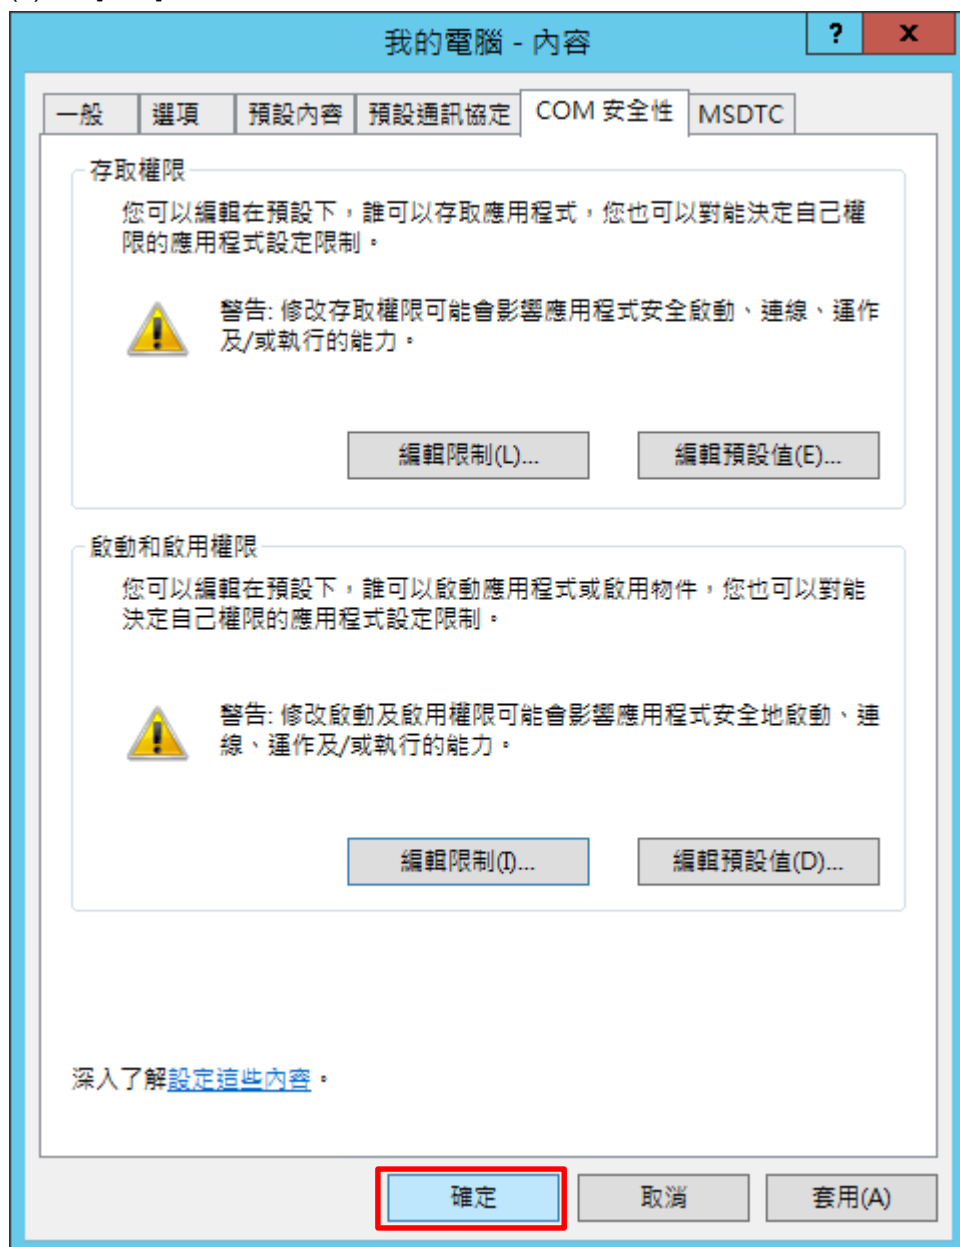 我的電腦 - 內容
?
x
一般
選項
預設內容
預設通訊協定
COM 安全性
MSDTC
存取權限
您可以編輯在預設下，誰可以存取應用程式，您也可以對能決定自己權
限的應用程式設定限制。
警告: 修改存取權限可能會影響應用程式安全啟動、連線、運作
及/或執行的能力。
編輯限制(L)...
編輯預設值(E)...
啟動和啟用權限
您可以編輯在預設下，誰可以啟動應用程式或啟用物件，您也可以對能
決定自己權限的應用程式設定限制。
警告: 修改啟動及啟用權限可能會影響應用程式安全地啟動、連
線、運作及/或執行的能力。
編輯限制(I)...
編輯預設值(D)...
深入了解設定這些內容。
確定
取消
套用(A)